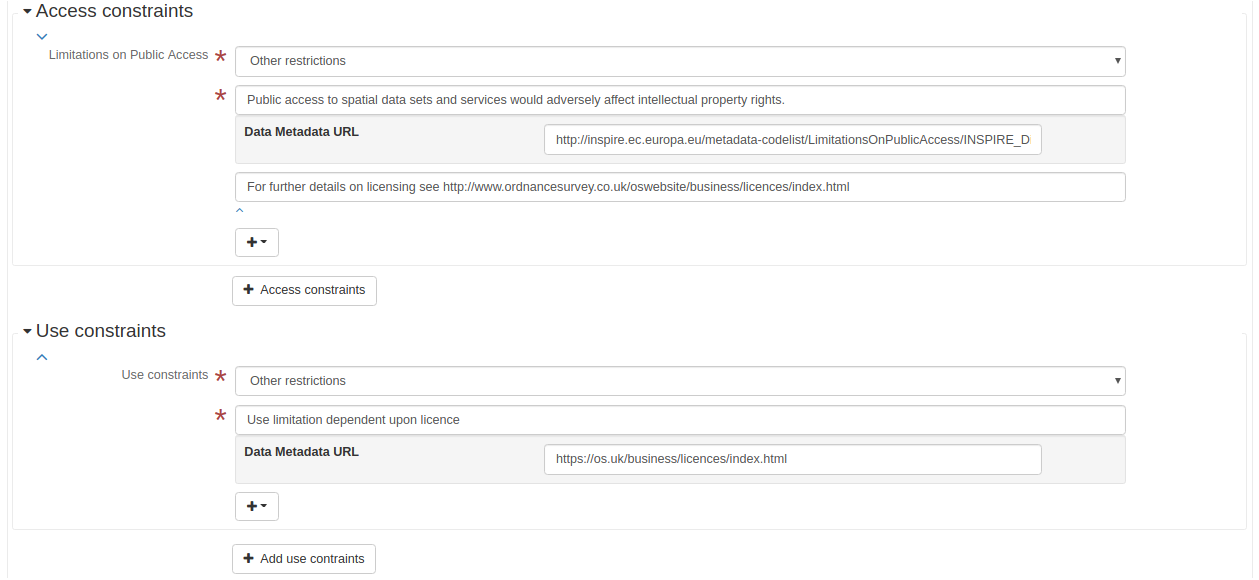 Access constraints
Limitations on Public Access *
Other restrictions
*
Public access to spatial data sets and services would adversely affect intellectual property rights.
Data Metadata URL
http://inspire.ec.europa.eu/metadata-codelist/LimitationsOnPublicAccess/INSPIRE_D
For further details on licensing see http://www.ordnancesurvey.co.uk/oswebsite/business/licences/index.html
Access constraints
Use constraints
Use constraints *
Other restrictions
*
Use limitation dependent upon licence
Data Metadata URL
https://os.uk/business/licences/index.html
Add use contraints